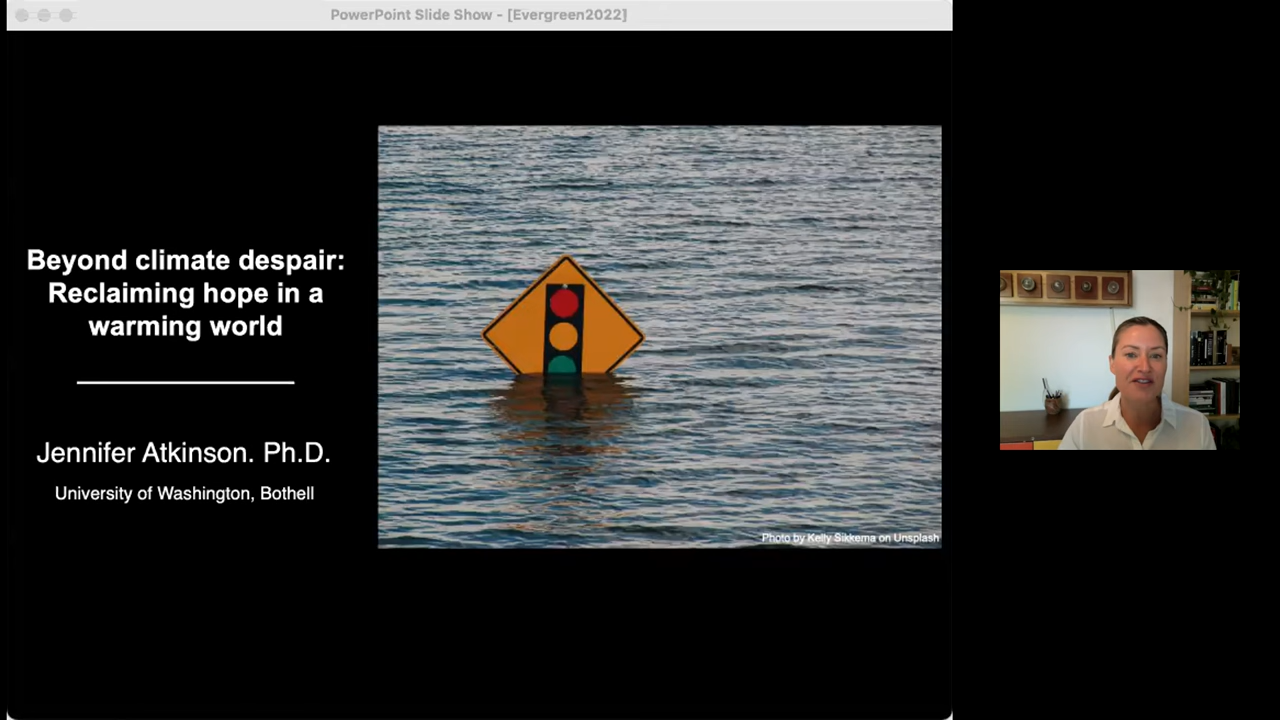 PowerPoint Slide Show - [Evergreen2022]
Beyond climate despair:
Reclaiming hope in a
warming world
Jennifer Atkinson. Ph.D.
University of Washington, Bothell
Photo by Kelly Sikkema on Unsplash